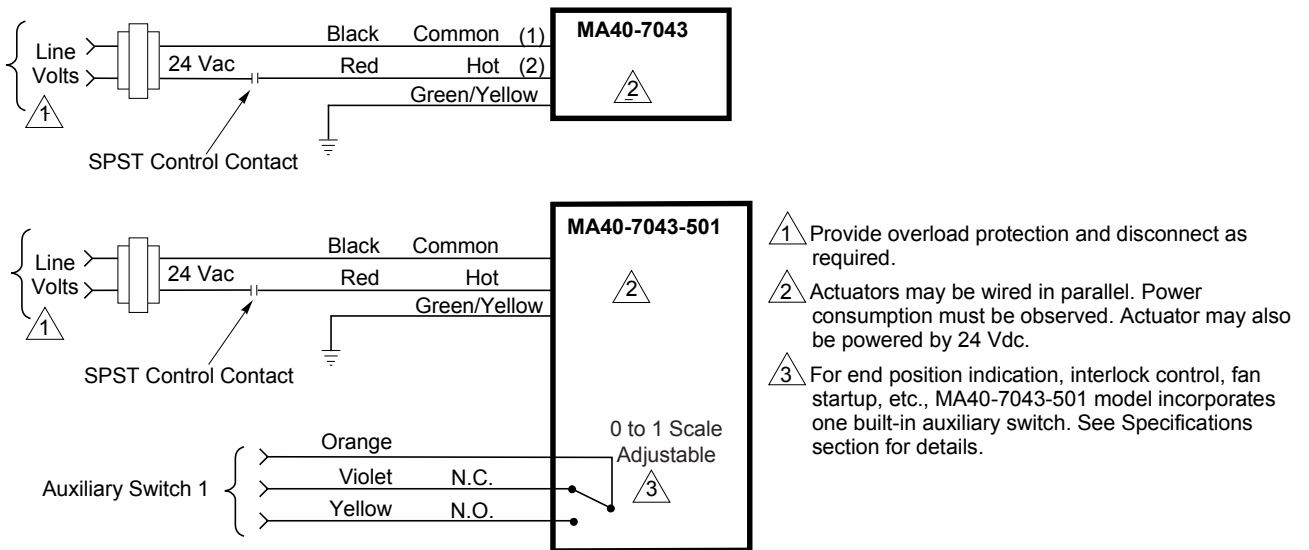 Line
Volts
1
24 Vac
Black Common (1)
Red Hot (2)
Green/Yellow
SPST Control Contact
MA40-7043
2
Line
Volts
1
24 Vac
Black Common
Red Hot
Green/Yellow
SPST Control Contact
MA40-7043-501
2
0 to 1 Scale
Adjustable
3
Auxiliary Switch 1
Orange
Violet N.C.
Yellow N.O.
1 Provide overload protection and disconnect as
required.
2 Actuators may be wired in parallel. Power
consumption must be observed. Actuator may also
be powered by 24 Vdc.
3 For end position indication, interlock control, fan
startup, etc., MA40-7043-501 model incorporates
one built-in auxiliary switch. See Specifications
section for details.